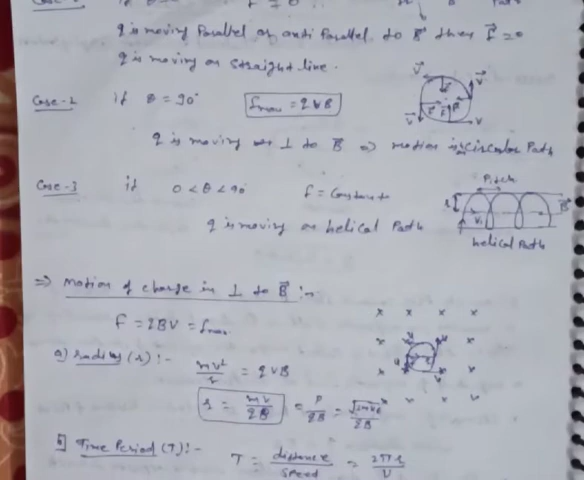 q is moving Parallel or anti Parallel to B⃗ then F⃗ = 0
q is moving on straight line.
Case-2 if θ = 90° fmax = qVB
q is moving ⊥ to B⃗ ⇒ motion is circular Path
Case-3 if 0 < θ < 90 f = Constant
q is moving on helical Path
Pitch
B⃗
helical Path
⇒ motion of charge in ⊥ to B⃗ :-
F = qBV = fmax
a) radius (r) :- mv²/r = qVB
r = mv/qB = P/qB = √2mKE/qB
b) Time Period (T) :- T = distance/Speed = 2πr/V